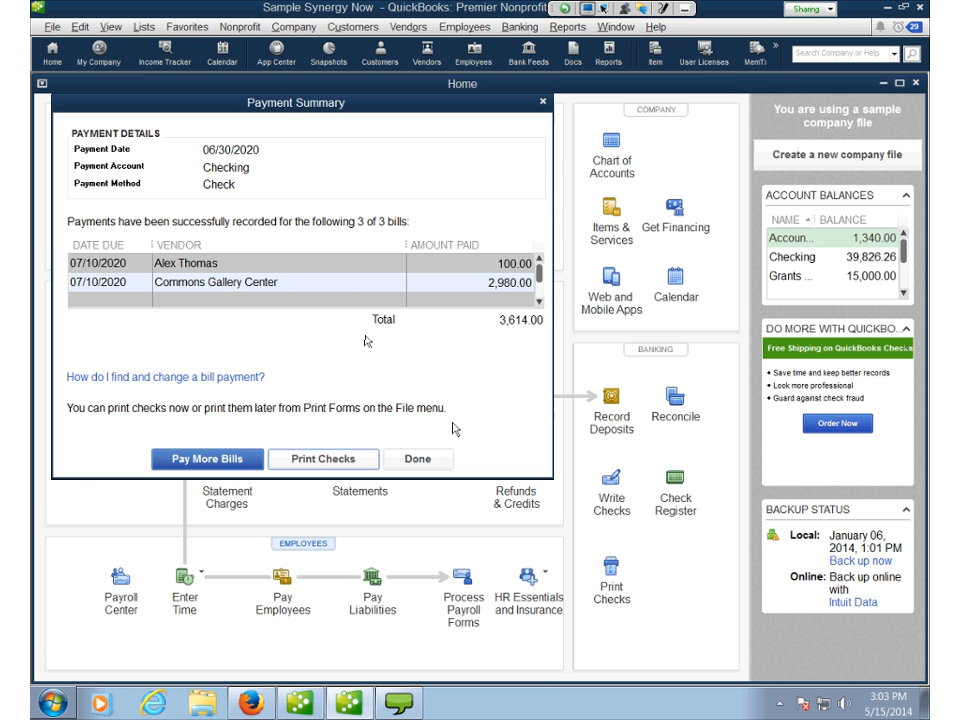 Sample Synergy Now - QuickBooks: Premier Nonprofit
Sharing
File Edit View Lists Favorites Nonprofit Company Customers Vendors Employees Banking Reports Window Help
29
Home My Company Income Tracker Calendar App Center Snapshots Customers Vendors Employees Bank Feeds Docs Reports Item User Licenses MemTr
Search Company or Help
Home
Payment Summary
PAYMENT DETAILS
Payment Date 06/30/2020
Payment Account Checking
Payment Method Check
Payments have been successfully recorded for the following 3 of 3 bills:
DATE DUE VENDOR AMOUNT PAID
07/10/2020 Alex Thomas 100.00
07/10/2020 Commons Gallery Center 2,980.00
Total 3,614.00
How do I find and change a bill payment?
You can print checks now or print them later from Print Forms on the File menu.
Pay More Bills Print Checks Done
Statement Charges
Statements
Refunds & Credits
EMPLOYEES
Payroll Center
Enter Time
Pay Employees
Pay Liabilities
Process Payroll Forms
HR Essentials and Insurance
COMPANY
Chart of Accounts
Items & Services
Get Financing
Web and Mobile Apps
Calendar
BANKING
Record Deposits
Reconcile
Write Checks
Check Register
Print Checks
You are using a sample
company file
Create a new company file
ACCOUNT BALANCES
NAME BALANCE
Accoun... 1,340.00
Checking 39,826.26
Grants ... 15,000.00
DO MORE WITH QUICKBO...
Free Shipping on QuickBooks Checks
• Save time and keep better records
• Look more professional
• Guard against check fraud
Order Now
BACKUP STATUS
Local: January 06,
2014, 1:01 PM
Back up now
Online: Back up online
with
Intuit Data
3:03 PM
5/15/2014